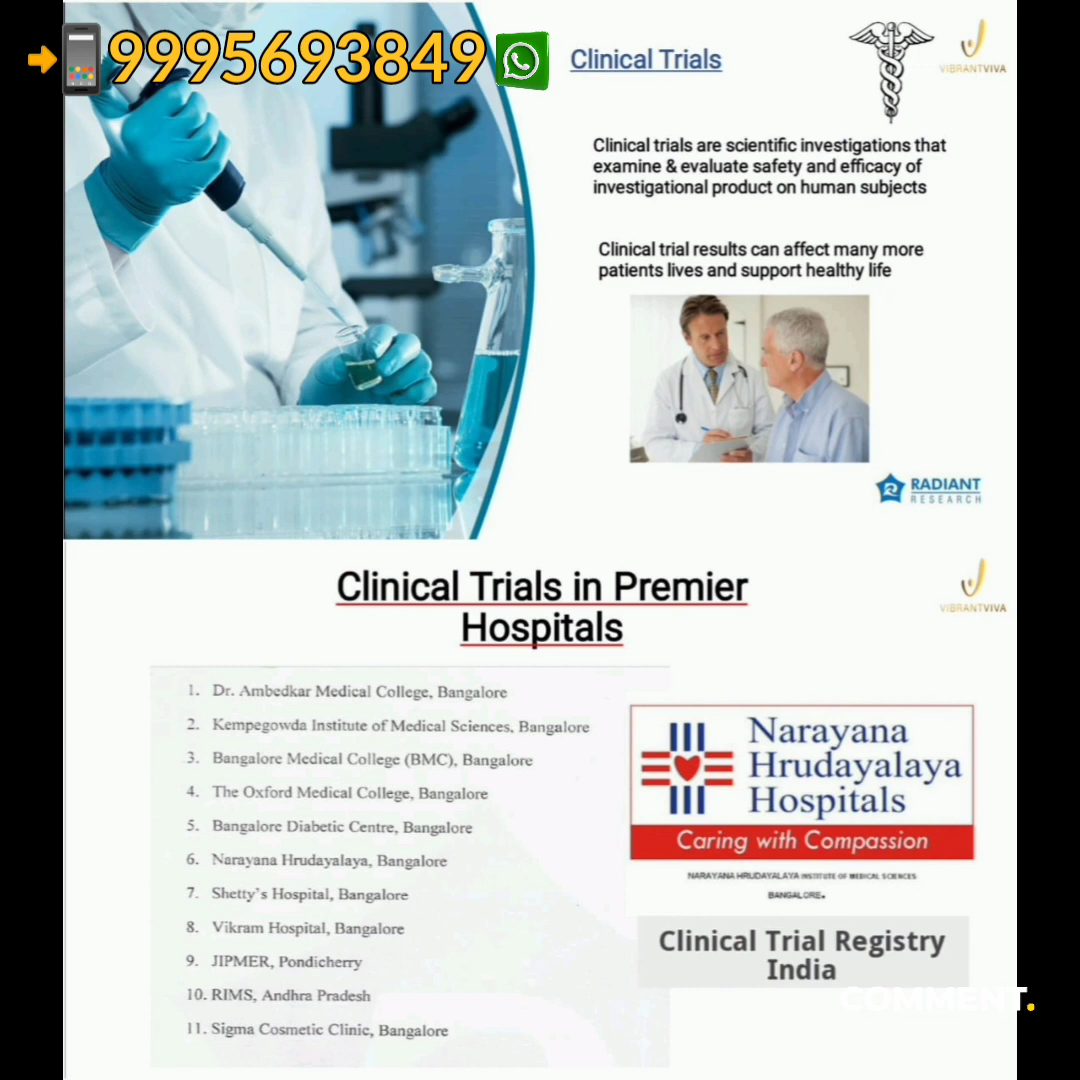 9995693849
Clinical Trials
VIBRANTVIVA
Clinical trials are scientific investigations that
examine & evaluate safety and efficacy of
investigational product on human subjects
Clinical trial results can affect many more
patients lives and support healthy life
RADIANT
RESEARCH
Clinical Trials in Premier
Hospitals
VIBRANTVIVA
1. Dr. Ambedkar Medical College, Bangalore
2. Kempegowda Institute of Medical Sciences, Bangalore
3. Bangalore Medical College (BMC), Bangalore
4. The Oxford Medical College, Bangalore
5. Bangalore Diabetic Centre, Bangalore
6. Narayana Hrudayalaya, Bangalore
7. Shetty's Hospital, Bangalore
8. Vikram Hospital, Bangalore
9. JIPMER, Pondicherry
10. RIMS, Andhra Pradesh
11. Sigma Cosmetic Clinic, Bangalore
Narayana
Hrudayalaya
Hospitals
Caring with Compassion
NARAYANA HRUDAYALAYA INSTITUTE OF MEDICAL SCIENCES
BANGALORE.
Clinical Trial Registry
India
COMMENT.